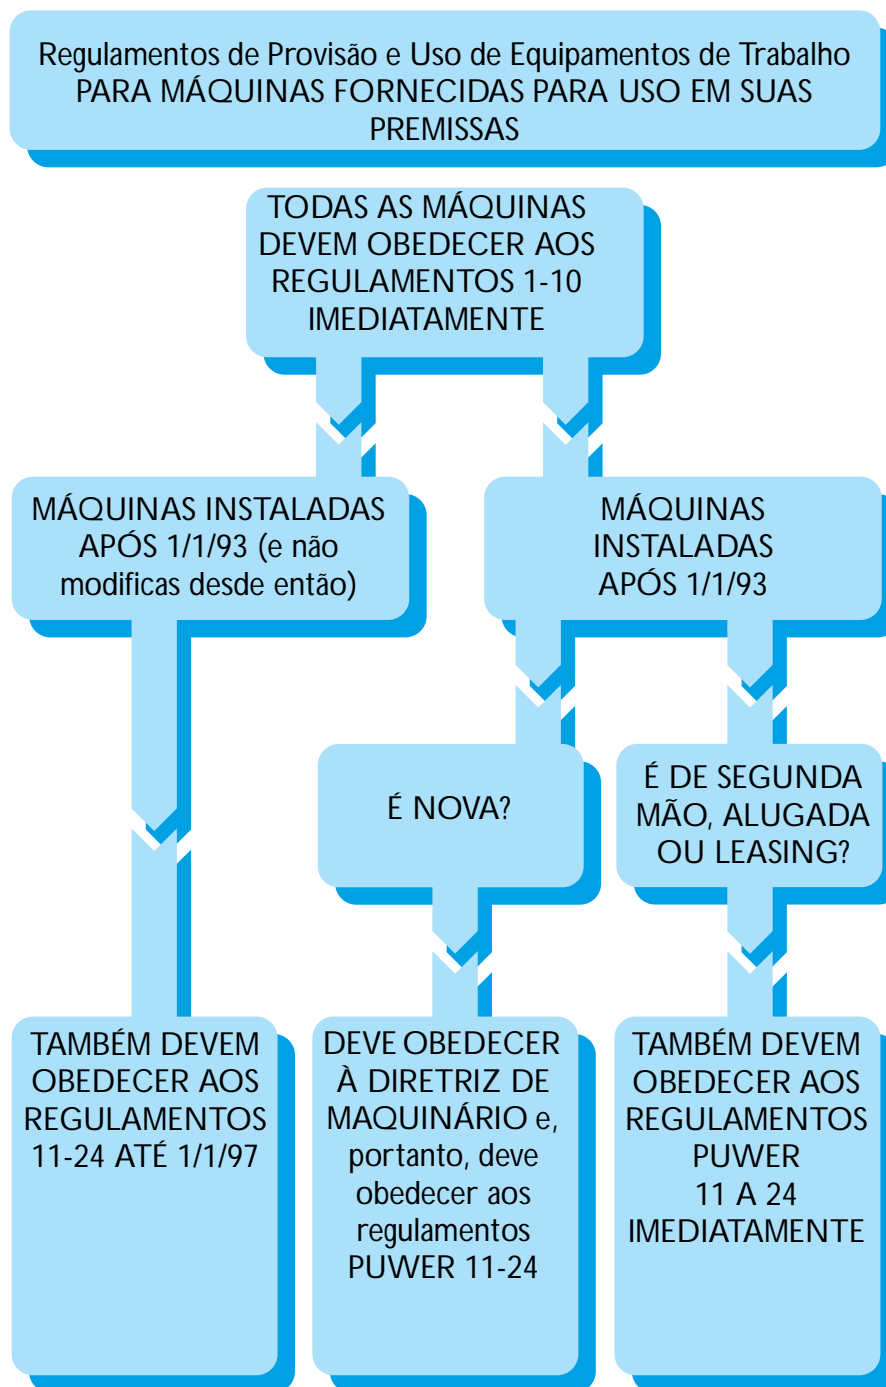 Regulamentos de Provisão e Uso de Equipamentos de Trabalho
PARA MÁQUINAS FORNECIDAS PARA USO EM SUAS
PREMISSAS
TODAS AS MÁQUINAS
DEVEM OBEDECER AOS
REGULAMENTOS 1-10
IMEDIATAMENTE
MÁQUINAS INSTALADAS
APÓS 1/1/93 (e não
modificas desde então)
MÁQUINAS
INSTALADAS
APÓS 1/1/93
É NOVA?
É DE SEGUNDA
MÃO, ALUGADA
OU LEASING?
TAMBÉM DEVEM
OBEDECER AOS
REGULAMENTOS
11-24 ATÉ 1/1/97
DEVE OBEDECER
À DIRETRIZ DE
MAQUINÁRIO e,
portanto, deve
obedecer aos
regulamentos
PUWER 11-24
TAMBÉM DEVEM
OBEDECER AOS
REGULAMENTOS
PUWER
11 A 24
IMEDIATAMENTE